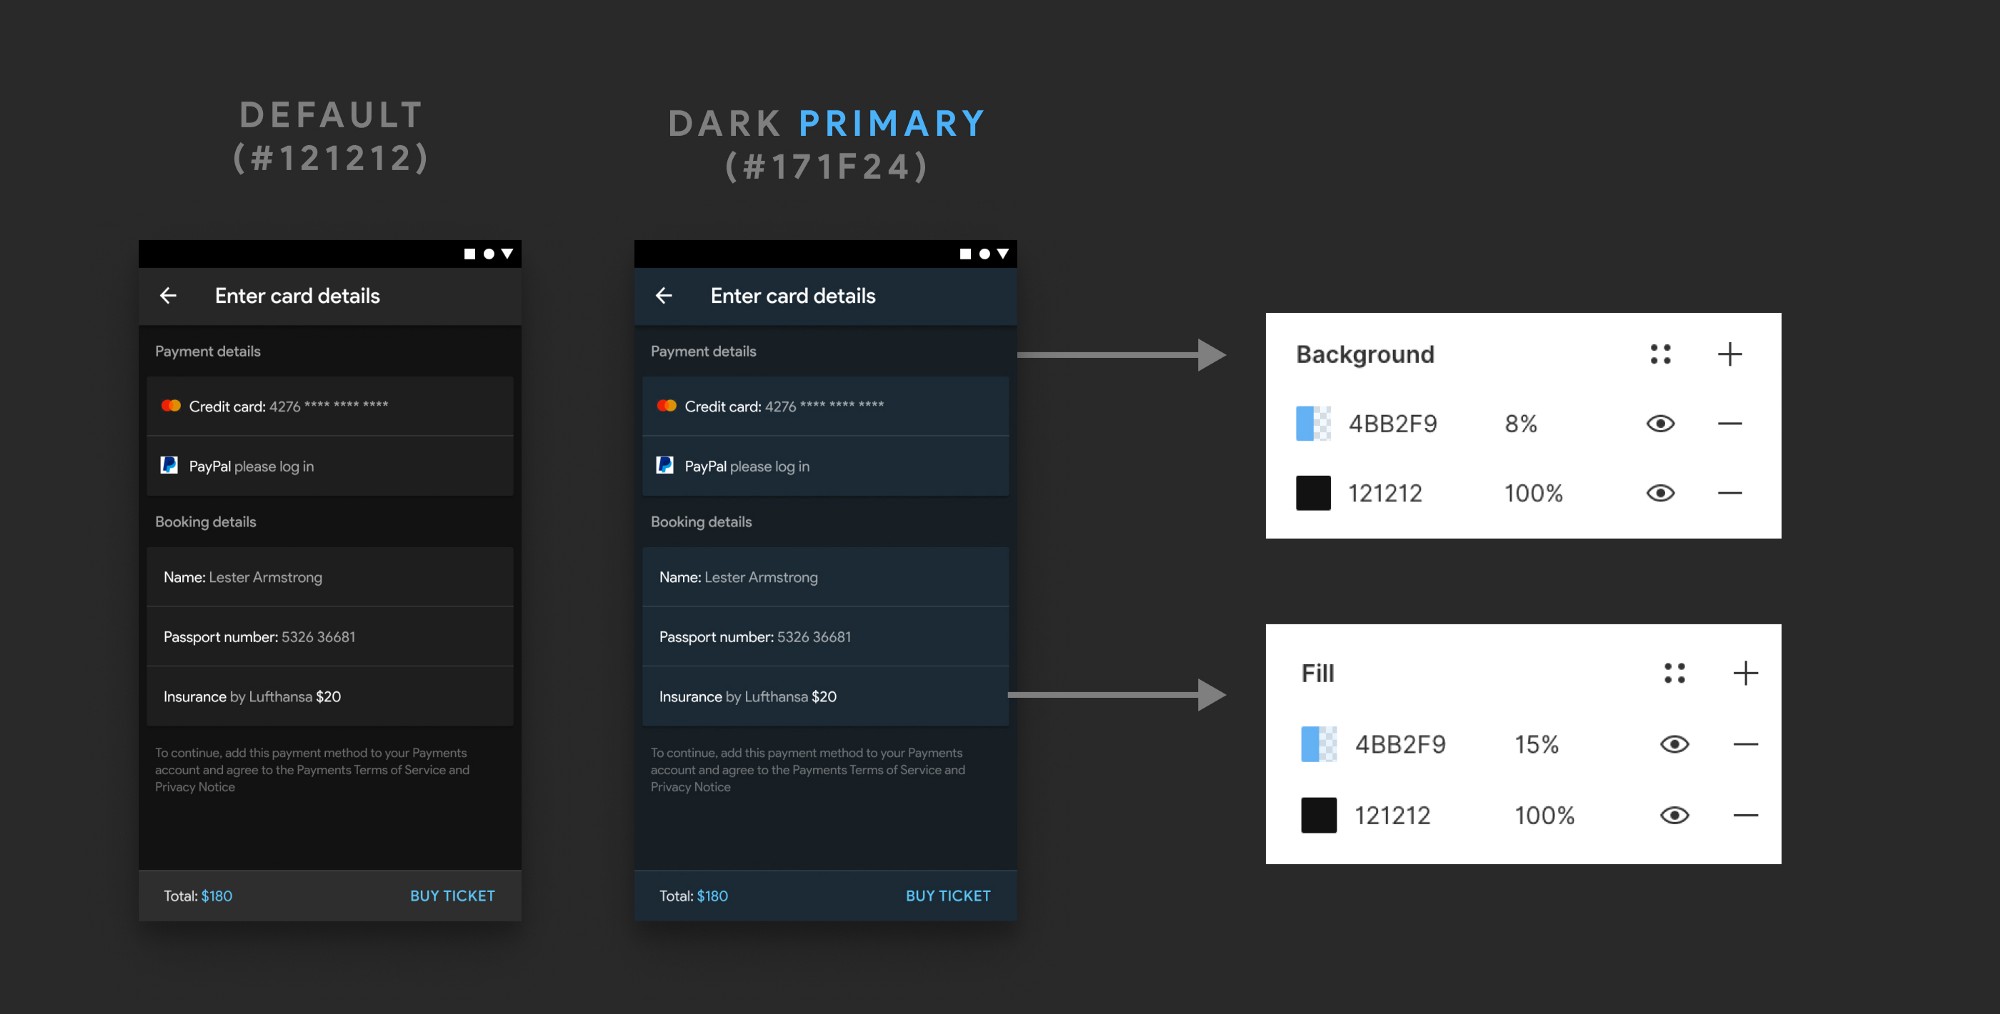 DEFAULT
(#121212)
DARK PRIMARY
(#171F24)
Enter card details
Payment details
Credit card: 4276 **** **** ****
PayPal please log in
Booking details
Name: Lester Armstrong
Passport number: 5326 36681
Insurance by Lufthansa $20
To continue, add this payment method to your Payments
account and agree to the Payments Terms of Service and
Privacy Notice
Total: $180 BUY TICKET
Enter card details
Payment details
Credit card: 4276 **** **** ****
PayPal please log in
Booking details
Name: Lester Armstrong
Passport number: 5326 36681
Insurance by Lufthansa $20
To continue, add this payment method to your Payments
account and agree to the Payments Terms of Service and
Privacy Notice
Total: $180 BUY TICKET
Background
4BB2F9 8%
121212 100%
Fill
4BB2F9 15%
121212 100%